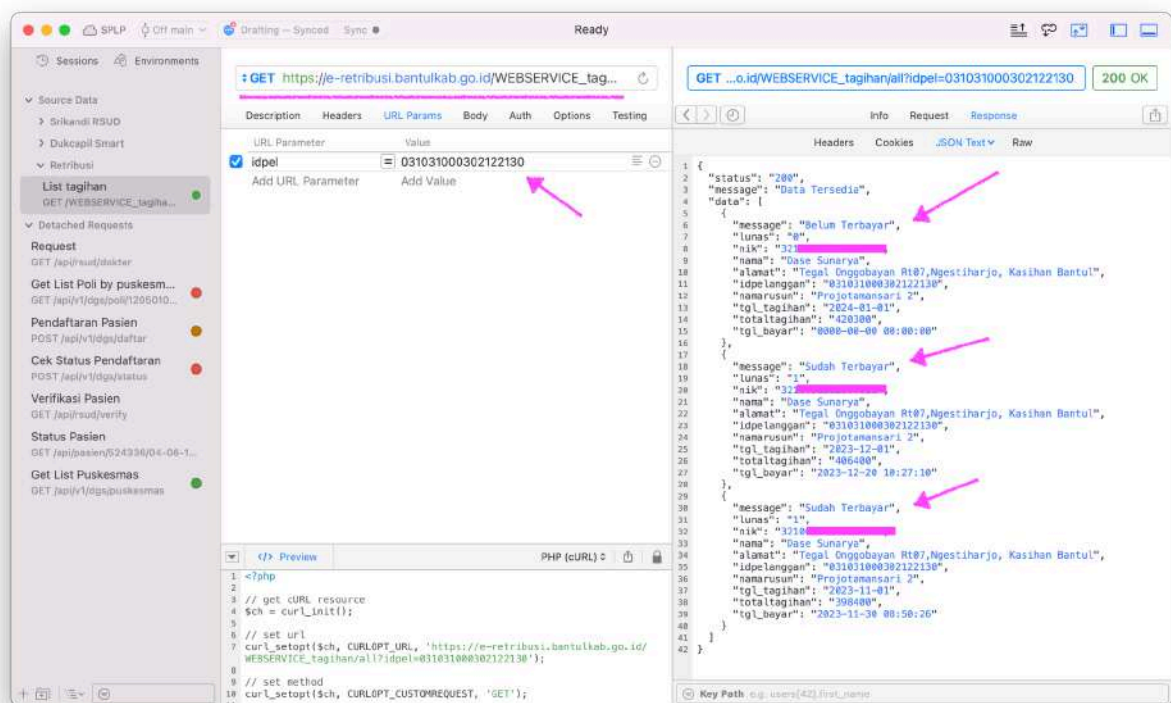 SPLP
Off main
Drafting — Synced
Sync
Ready
Sessions
Environments
Source Data
Srikandi RSUD
Dukcapil Smart
Retribusi
List tagihan
GET /WEBSERVICE_tagiha...
Detached Requests
Request
GET /api/rsud/dokter
Get List Poli by puskesm...
GET /api/v1/dgs/poli/1205010...
Pendaftaran Pasien
POST /api/v1/dgs/daftar
Cek Status Pendaftaran
POST /api/v1/dgs/status
Verifikasi Pasien
GET /api/rsud/verify
Status Pasien
GET /api/pasien/524336/04-06-1...
Get List Puskesmas
GET /api/v1/dgs/puskesmas
GET https://e-retribusi.bantulkab.go.id/WEBSERVICE_tag...
Description Headers URL Params Body Auth Options Testing
URL Parameter Value
idpel = 031031000302122130
Add URL Parameter Add Value
</> Preview
PHP (cURL)
1 <?php
2
3 // get cURL resource
4 $ch = curl_init();
5
6 // set url
7 curl_setopt($ch, CURLOPT_URL, 'https://e-retribusi.bantulkab.go.id/
WEBSERVICE_tagihan/all?idpel=031031000302122130');
8
9 // set method
10 curl_setopt($ch, CURLOPT_CUSTOMREQUEST, 'GET');
GET ...o.id/WEBSERVICE_tagihan/all?idpel=031031000302122130
200 OK
Info Request Response
Headers Cookies JSON Text Raw
1 {
2 "status": "200",
3 "message": "Data Tersedia",
4 "data": [
5 {
6 "message": "Belum Terbayar",
7 "lunas": "0",
8 "nik": "321
9 "nama": "Dase Sunarya",
10 "alamat": "Tegal Onggobayan Rt07,Ngestiharjo, Kasihan Bantul",
11 "idpelanggan": "031031000302122130",
12 "namarusun": "Projotamansari 2",
13 "tgl_tagihan": "2024-01-01",
14 "totaltagihan": "420300",
15 "tgl_bayar": "0000-00-00 00:00:00"
16 },
17 {
18 "message": "Sudah Terbayar",
19 "lunas": "1",
20 "nik": "321
21 "nama": "Dase Sunarya",
22 "alamat": "Tegal Onggobayan Rt07,Ngestiharjo, Kasihan Bantul",
23 "idpelanggan": "031031000302122130",
24 "namarusun": "Projotamansari 2",
25 "tgl_tagihan": "2023-12-01",
26 "totaltagihan": "406400",
27 "tgl_bayar": "2023-12-20 10:27:10"
28 },
29 {
30 "message": "Sudah Terbayar",
31 "lunas": "1",
32 "nik": "3210
33 "nama": "Dase Sunarya",
34 "alamat": "Tegal Onggobayan Rt07,Ngestiharjo, Kasihan Bantul",
35 "idpelanggan": "031031000302122130",
36 "namarusun": "Projotamansari 2",
37 "tgl_tagihan": "2023-11-01",
38 "totaltagihan": "398400",
39 "tgl_bayar": "2023-11-30 08:50:26"
40 }
41 ]
42 }
Key Path e.g. users[42].first_name